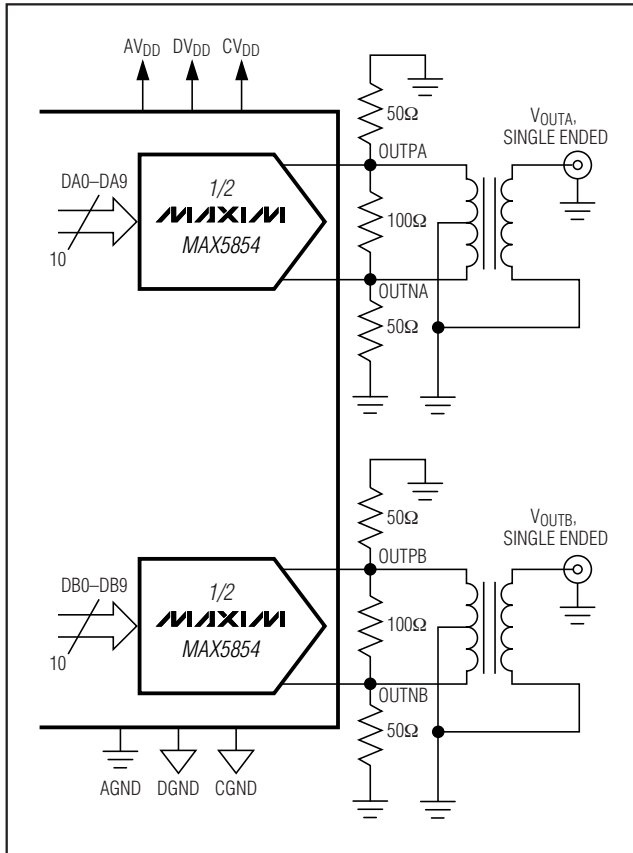 AVDD DVDD CVDD
50Ω
VOUTA,
SINGLE ENDED
OUTPA
DA0–DA9
10
1/2
MAXIM
MAX5854
100Ω
OUTNA
50Ω
50Ω
VOUTB,
SINGLE ENDED
OUTPB
DB0–DB9
10
1/2
MAXIM
MAX5854
100Ω
OUTNB
50Ω
AGND DGND CGND